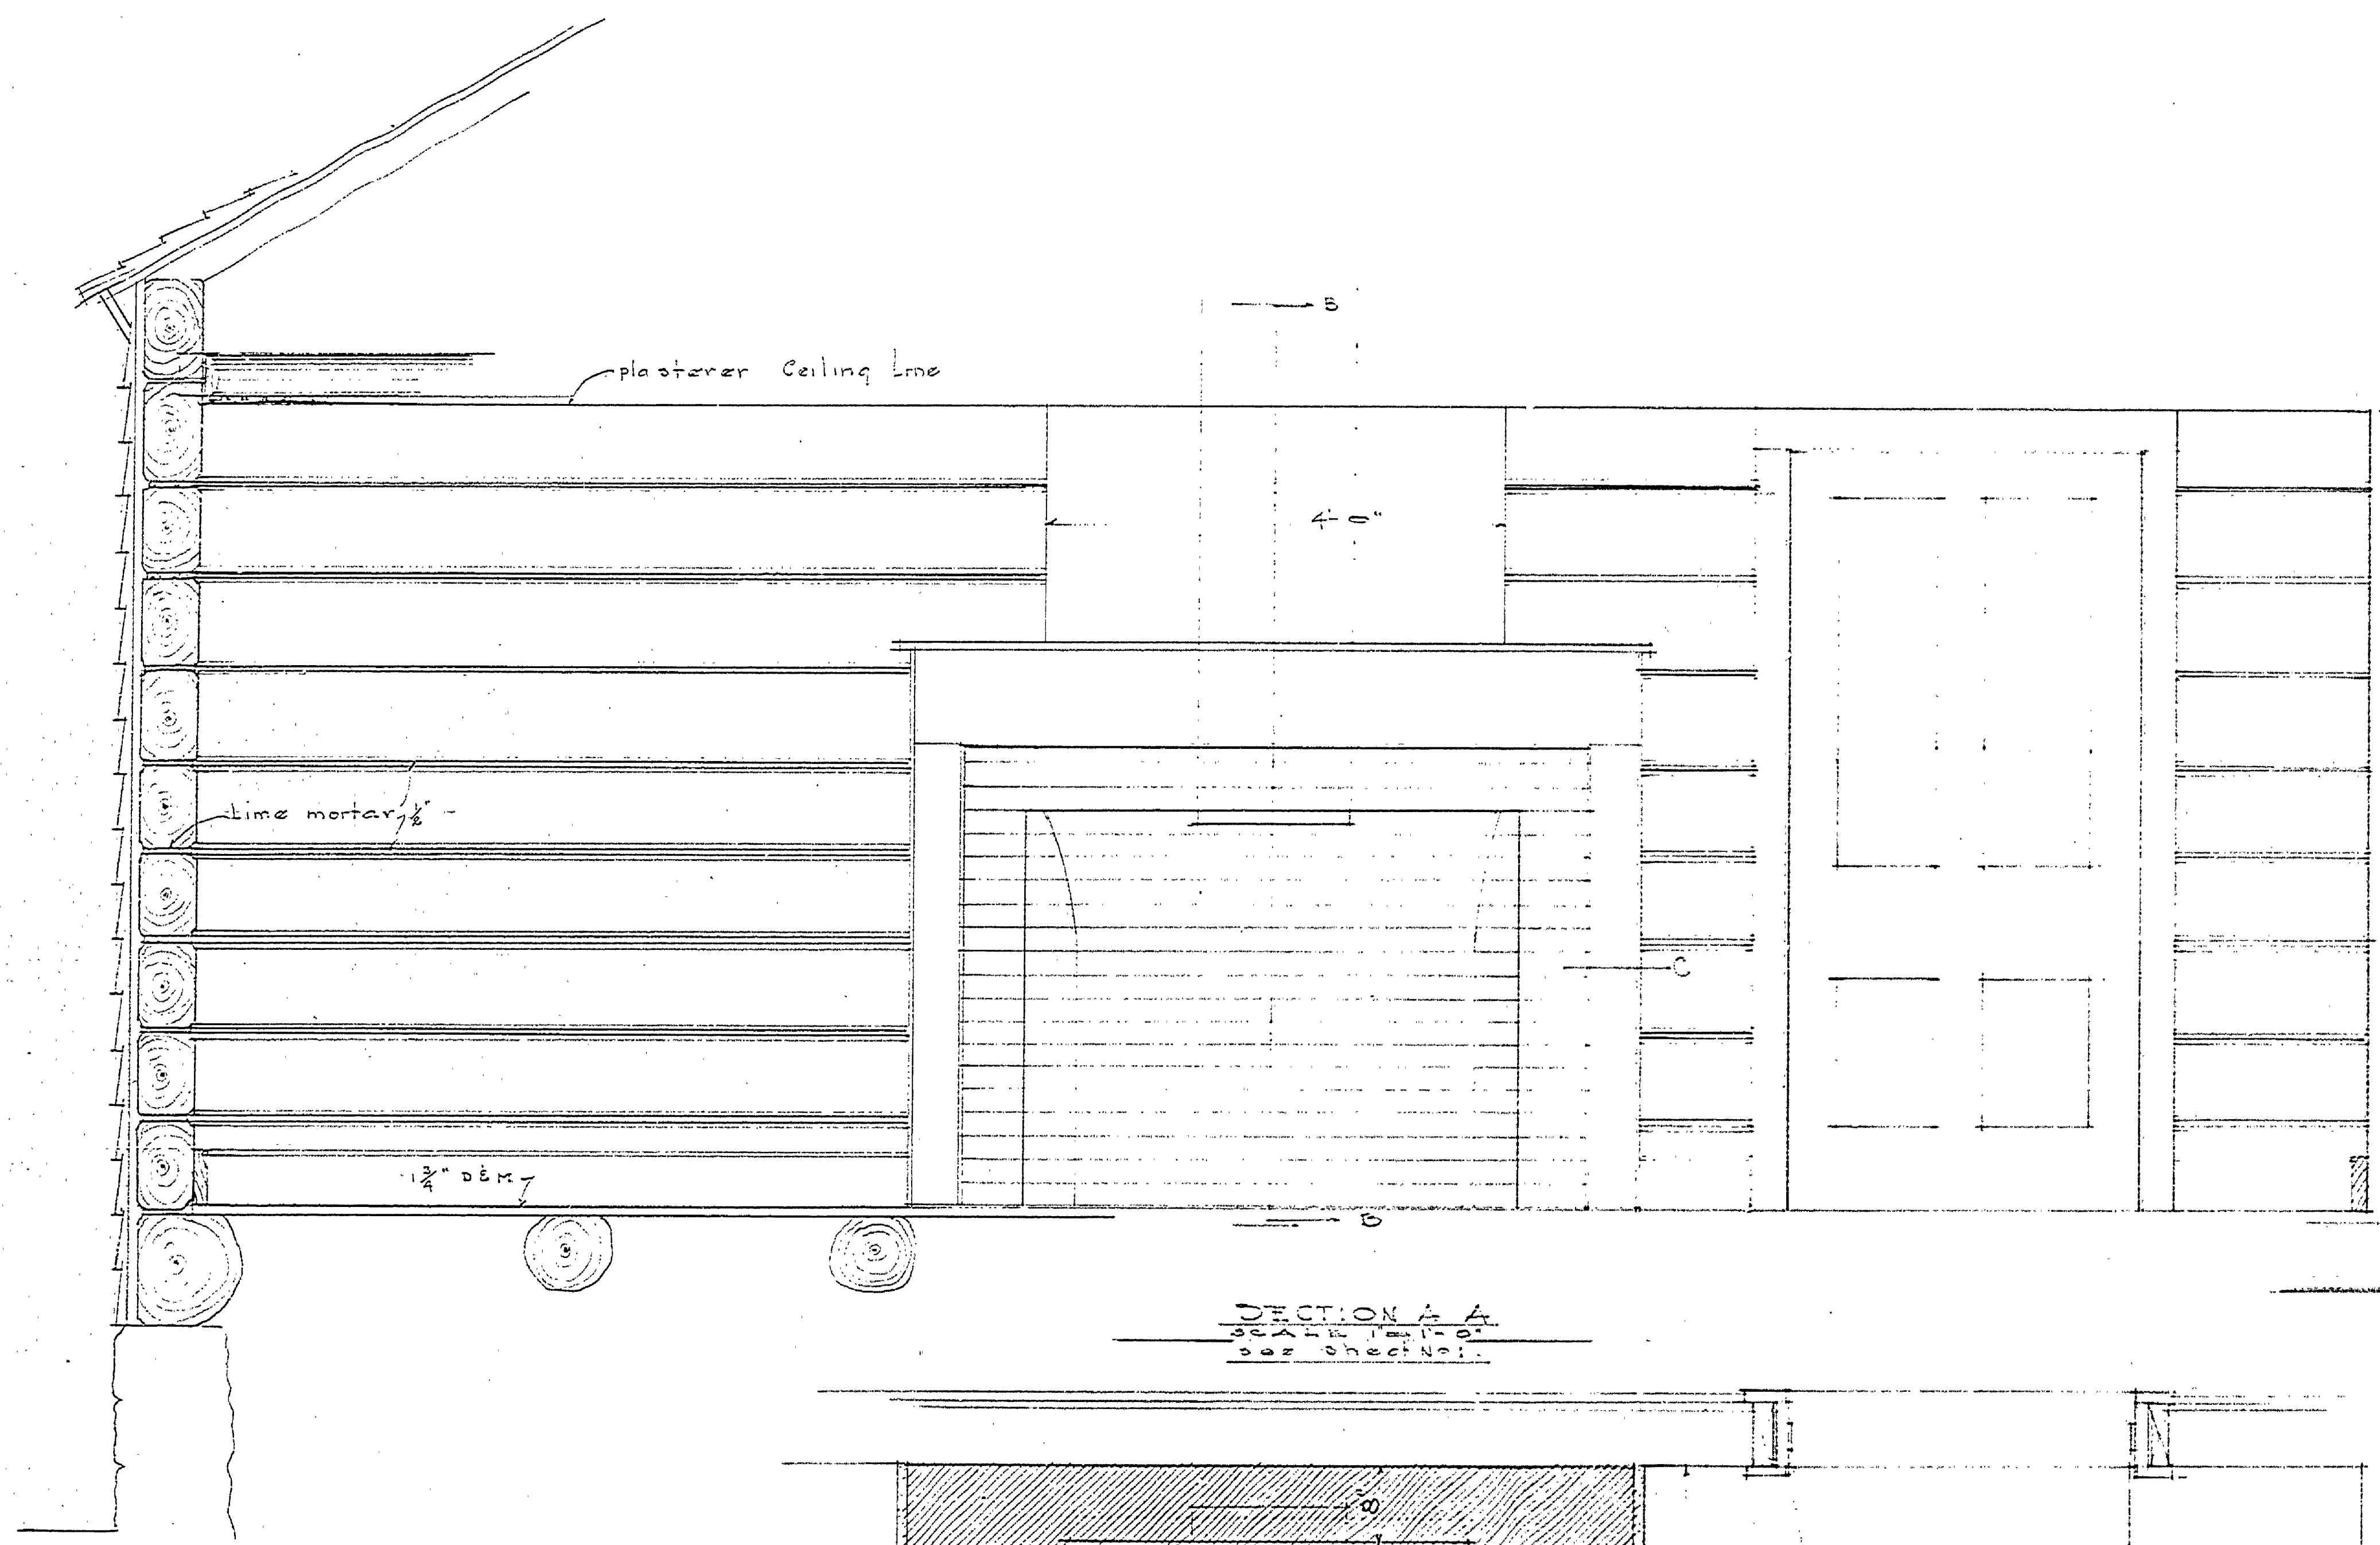 B
plasterer Ceiling Line
4'-0"
Lime mortar, ½"
C
1¾" D & M
B
SECTION A A
SCALE 1"=1'-0"
See Sheet No 1.
8"